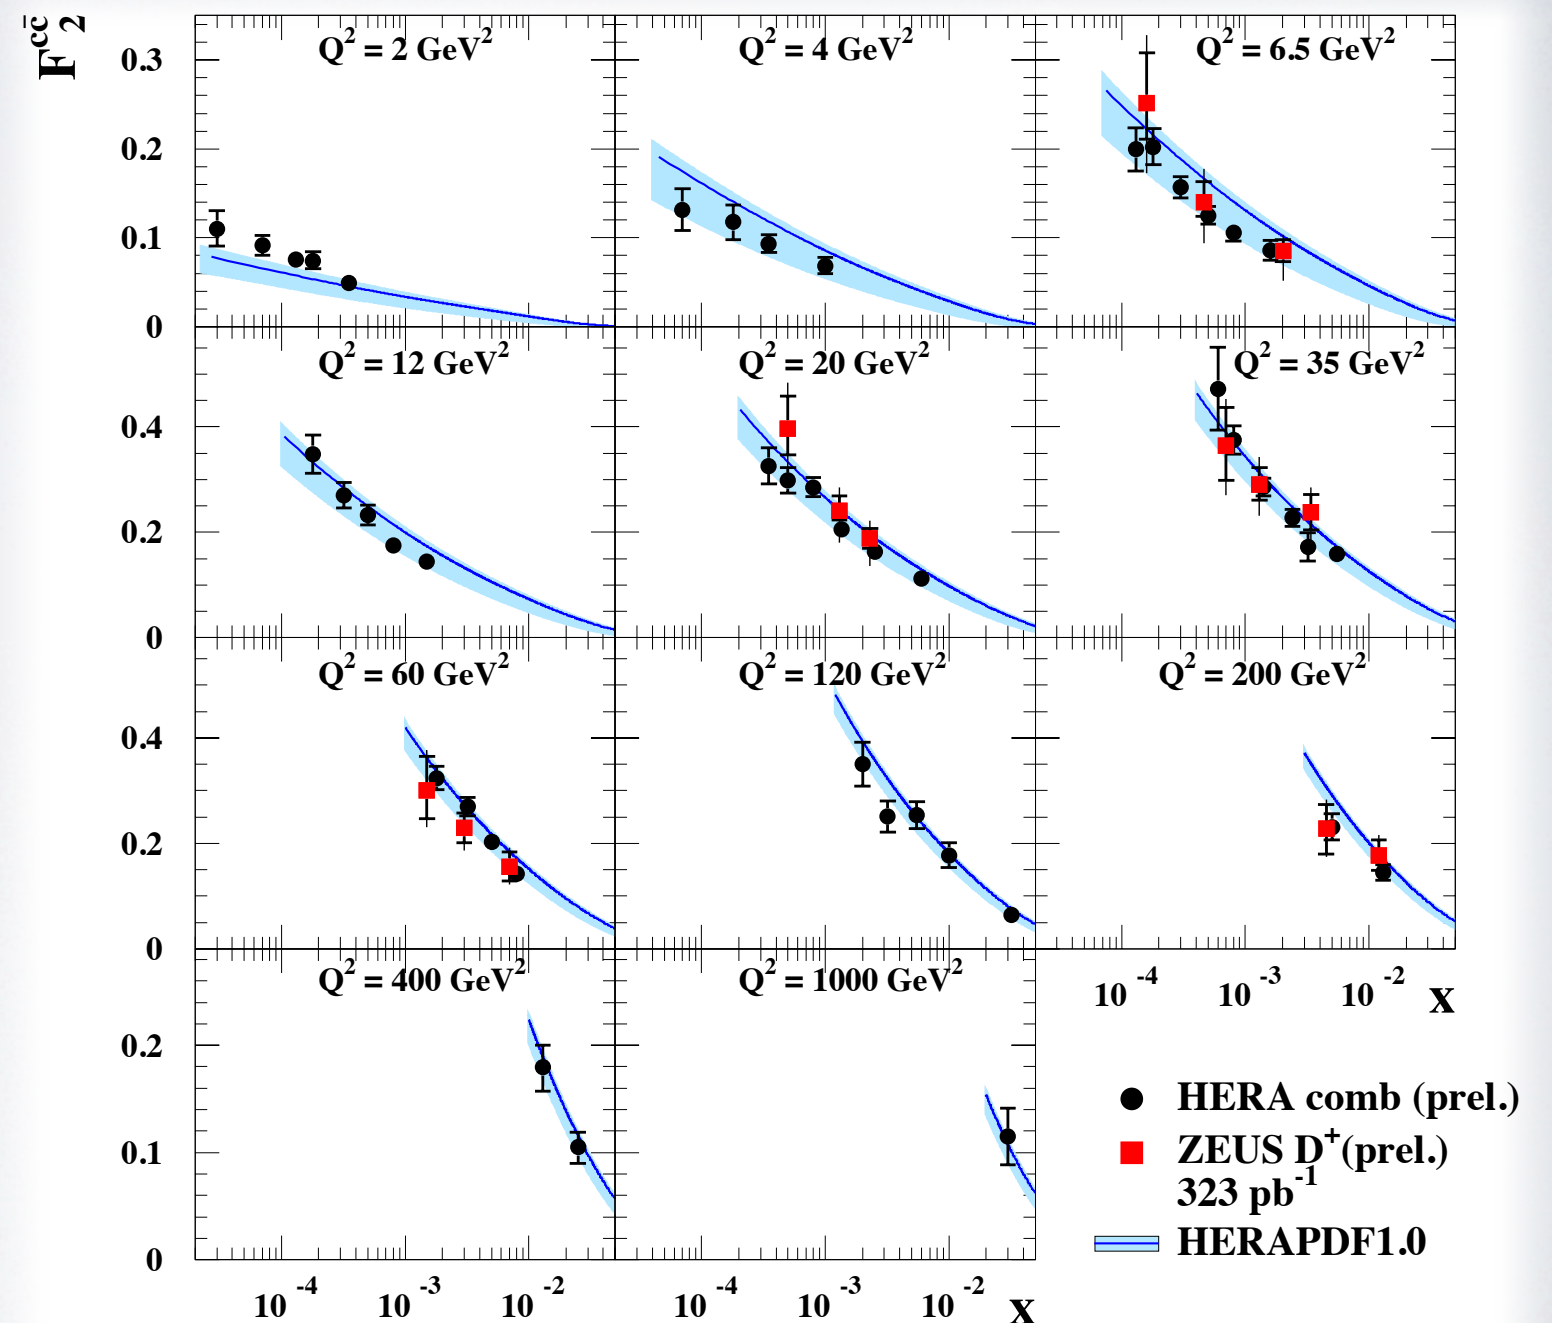 F₂^cc̄
Q² = 2 GeV²
Q² = 4 GeV²
Q² = 6.5 GeV²
0.3
0.2
0.1
0
Q² = 12 GeV²
Q² = 20 GeV²
Q² = 35 GeV²
0.4
0.2
0
Q² = 60 GeV²
Q² = 120 GeV²
Q² = 200 GeV²
0.4
0.2
0
Q² = 400 GeV²
Q² = 1000 GeV²
10⁻⁴ 10⁻³ 10⁻² x
0.2
0.1
0
HERA comb (prel.)
ZEUS D⁺(prel.)
323 pb⁻¹
HERAPDF1.0
10⁻⁴ 10⁻³ 10⁻²
10⁻⁴ 10⁻³ 10⁻² x